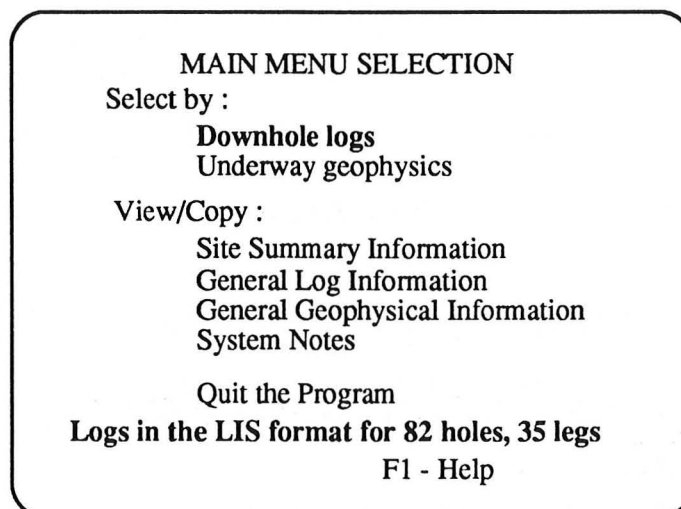 MAIN MENU SELECTION
Select by :
Downhole logs
Underway geophysics
View/Copy :
Site Summary Information
General Log Information
General Geophysical Information
System Notes
Quit the Program
Logs in the LIS format for 82 holes, 35 legs
F1 - Help